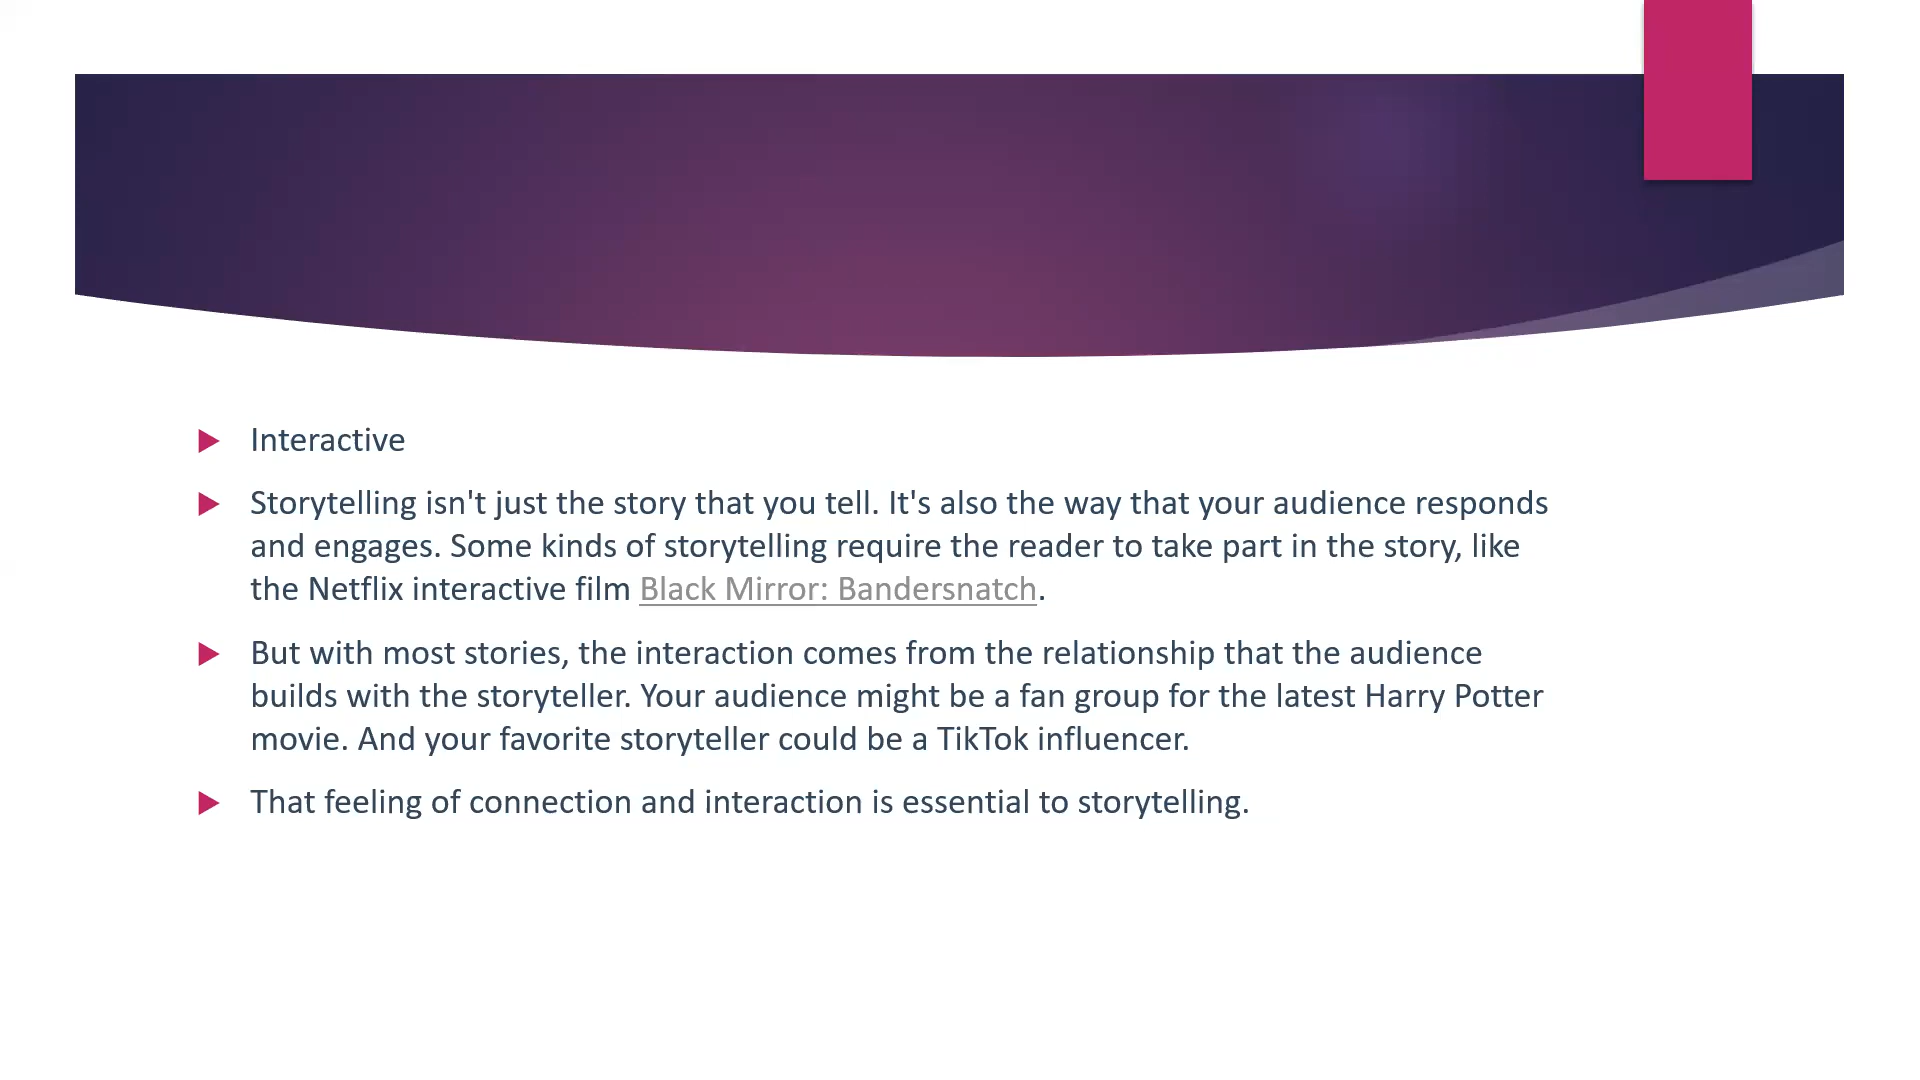 Interactive
Storytelling isn't just the story that you tell. It's also the way that your audience responds
and engages. Some kinds of storytelling require the reader to take part in the story, like
the Netflix interactive film Black Mirror: Bandersnatch.
But with most stories, the interaction comes from the relationship that the audience
builds with the storyteller. Your audience might be a fan group for the latest Harry Potter
movie. And your favorite storyteller could be a TikTok influencer.
That feeling of connection and interaction is essential to storytelling.